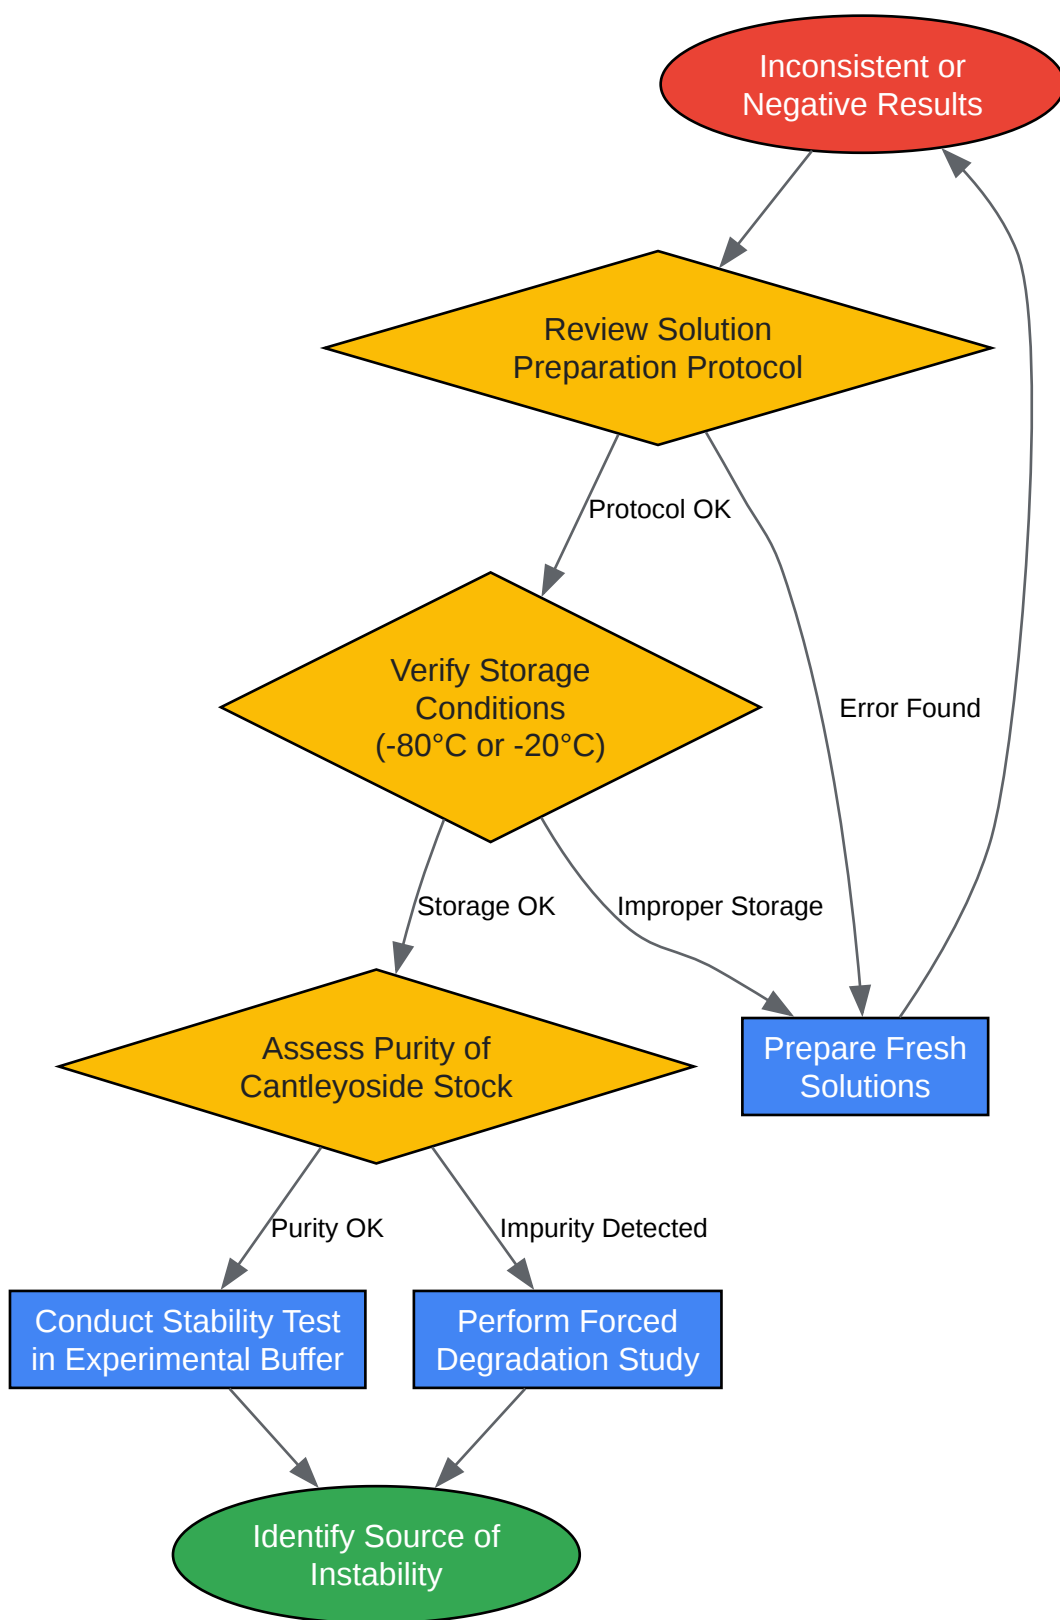 Inconsistent or
Negative Results
Review Solution
Preparation Protocol
Protocol OK
Verify Storage
Conditions
(-80°C or -20°C)
Error Found
Storage OK
Improper Storage
Assess Purity of
Cantleyoside Stock
Prepare Fresh
Solutions
Purity OK
Impurity Detected
Conduct Stability Test
in Experimental Buffer
Perform Forced
Degradation Study
Identify Source of
Instability